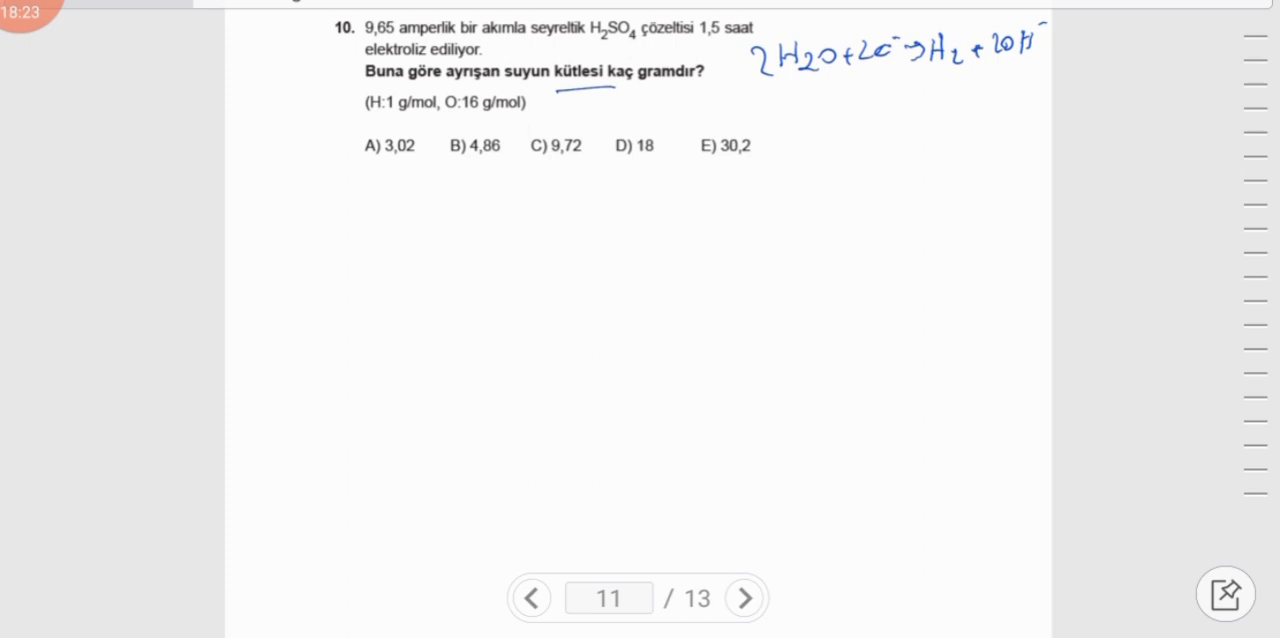 18:23
10. 9,65 amperlik bir akımla seyreltik H₂SO₄ çözeltisi 1,5 saat
elektroliz ediliyor.
Buna göre ayrışan suyun kütlesi kaç gramdır?
(H:1 g/mol, O:16 g/mol)
A) 3,02 B) 4,86 C) 9,72 D) 18 E) 30,2
2H₂O+2e⁻→H₂+2OH⁻
11 / 13